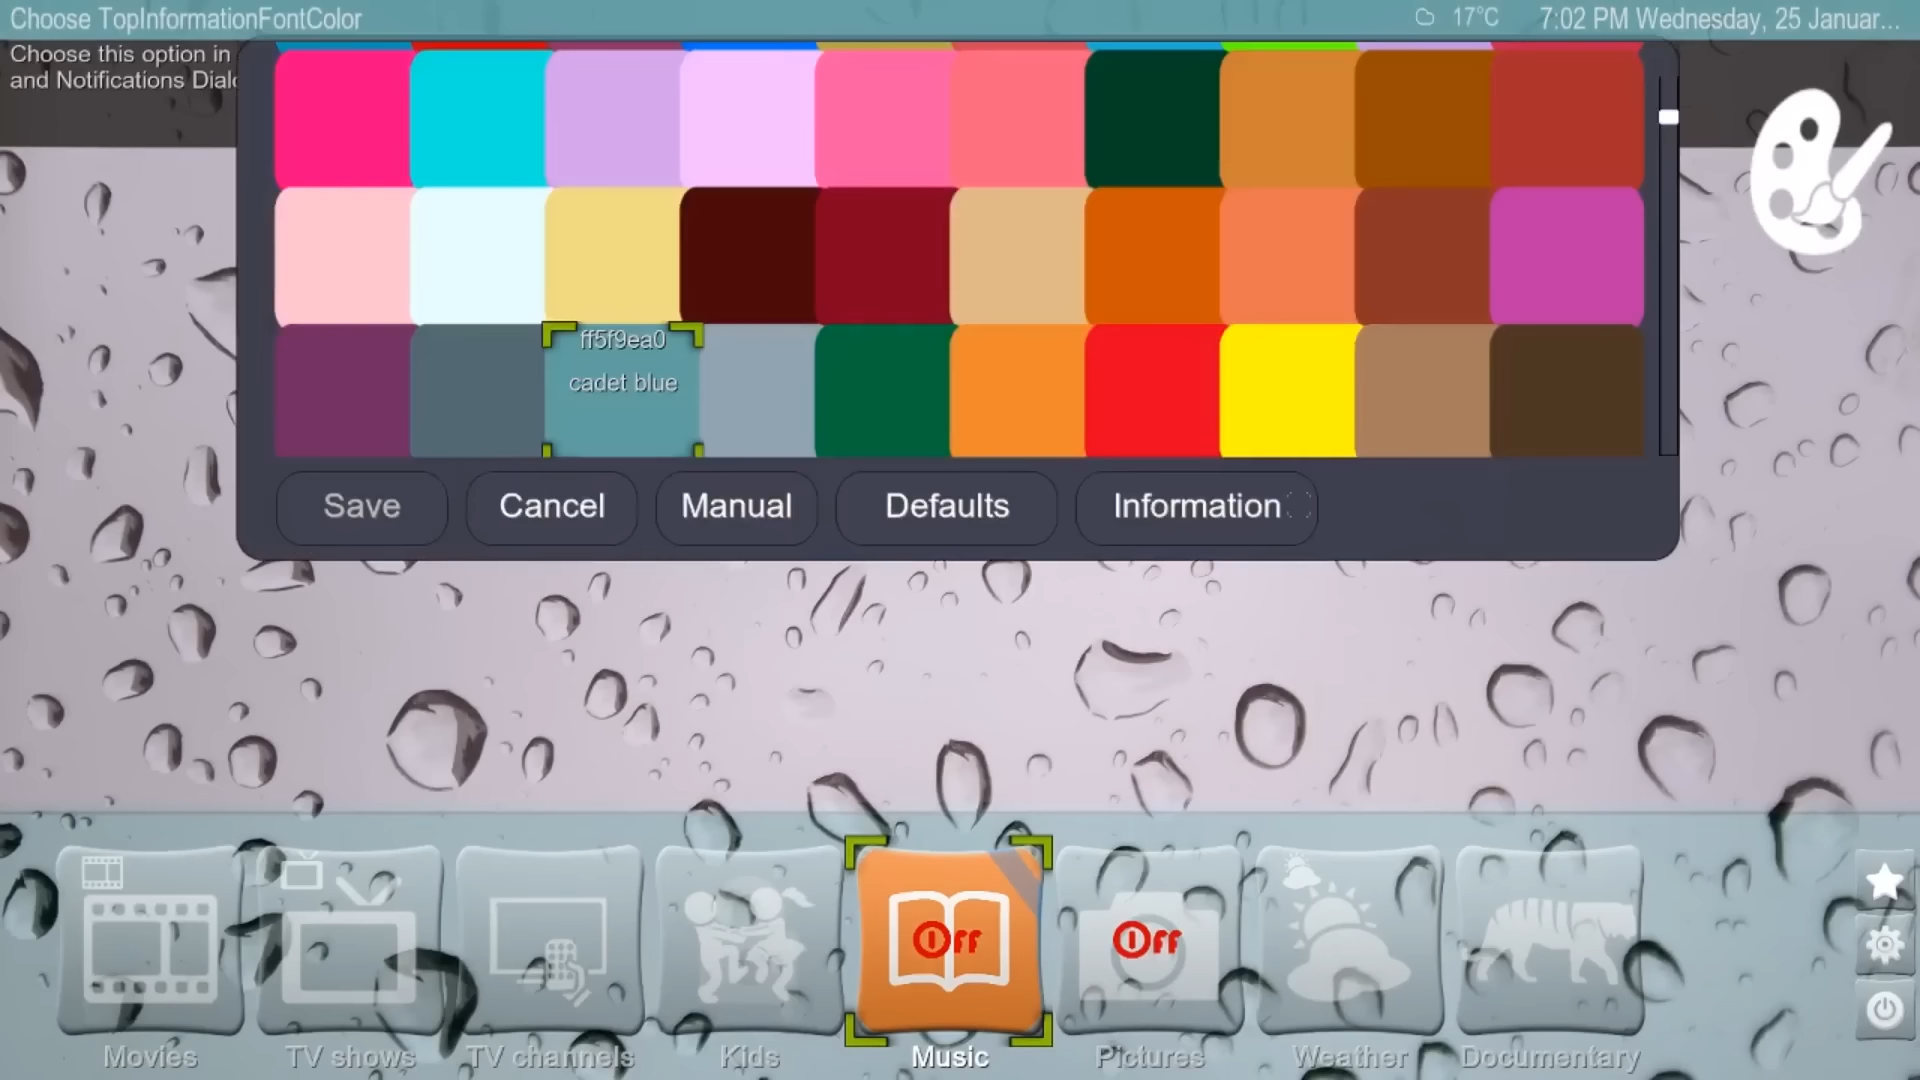 Choose TopInformationFontColor
17°C 7:02 PM Wednesday, 25 Januar...
Choose this option in
and Notifications Dial
ff5f9ea0
cadet blue
Save Cancel Manual Defaults Information
OFF OFF
Movies TV shows TV channels Kids Music Pictures Weather Documentary